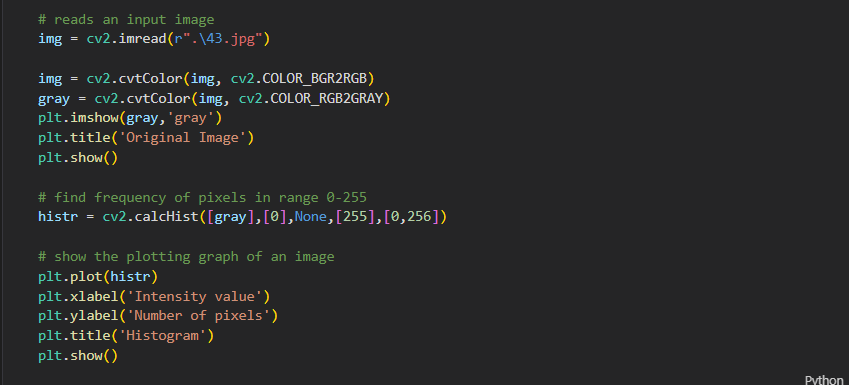 # reads an input image
img = cv2.imread(r".\43.jpg")
img = cv2.cvtColor(img, cv2.COLOR_BGR2RGB)
gray = cv2.cvtColor(img, cv2.COLOR_RGB2GRAY)
plt.imshow(gray,'gray')
plt.title('Original Image')
plt.show()
# find frequency of pixels in range 0-255
histr = cv2.calcHist([gray],[0],None,[255],[0,256])
# show the plotting graph of an image
plt.plot(histr)
plt.xlabel('Intensity value')
plt.ylabel('Number of pixels')
plt.title('Histogram')
plt.show()
Python